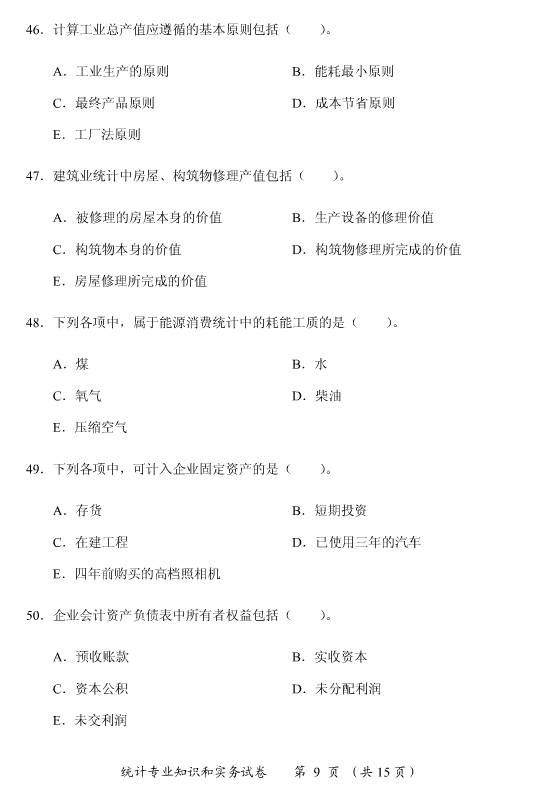 46．计算工业总产值应遵循的基本原则包括（　　）。
A．工业生产的原则　　B．能耗最小原则
C．最终产品原则　　D．成本节省原则
E．工厂法原则
47．建筑业统计中房屋、构筑物修理产值包括（　　）。
A．被修理的房屋本身的价值　　B．生产设备的修理价值
C．构筑物本身的价值　　D．构筑物修理所完成的价值
E．房屋修理所完成的价值
48．下列各项中，属于能源消费统计中的耗能工质的是（　　）。
A．煤　　B．水
C．氧气　　D．柴油
E．压缩空气
49．下列各项中，可计入企业固定资产的是（　　）。
A．存货　　B．短期投资
C．在建工程　　D．已使用三年的汽车
E．四年前购买的高档照相机
50．企业会计资产负债表中所有者权益包括（　　）。
A．预收账款　　B．实收资本
C．资本公积　　D．未分配利润
E．未交利润
统计专业知识和实务试卷　　第 9 页 （共 15 页）